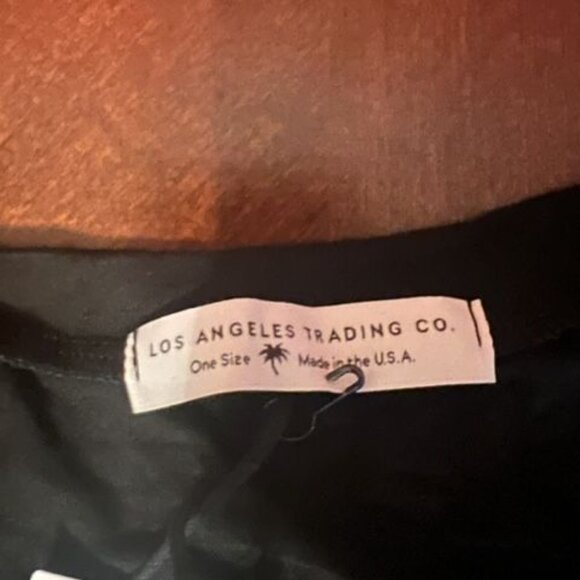 LOS ANGELES TRADING CO.
One Size Made in the U.S.A.